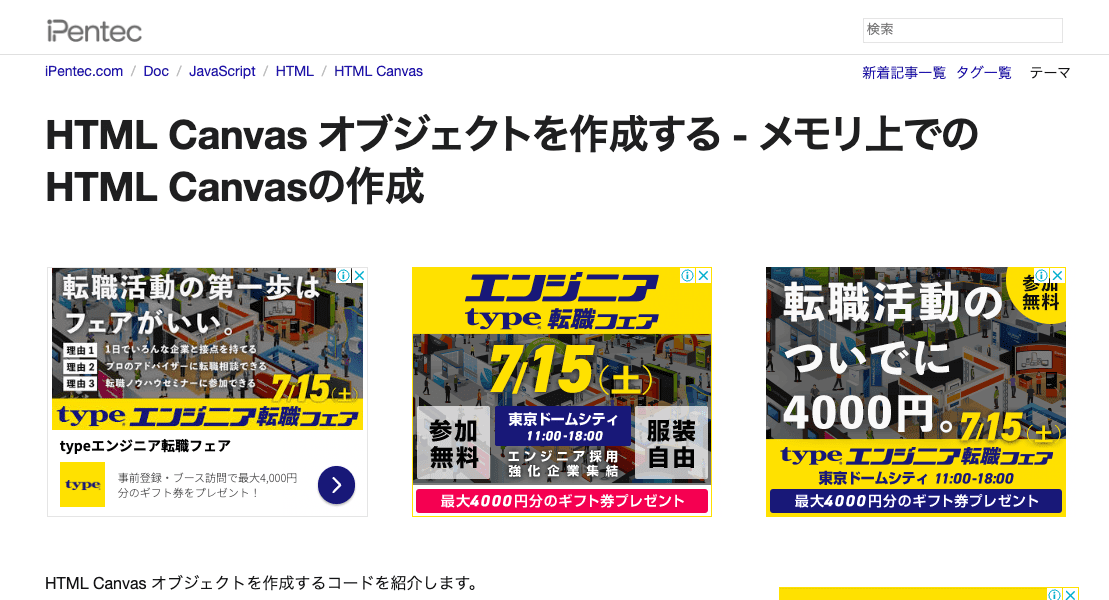 iPentec
検索
iPentec.com / Doc / JavaScript / HTML / HTML Canvas
新着記事一覧 タグ一覧 テーマ
HTML Canvas オブジェクトを作成する - メモリ上での
HTML Canvasの作成
転職活動の第一歩は
フェアがいい。
理由1 1日でいろんな企業と接点を持てる
理由2 プロのアドバイザーに転職相談できる
理由3 転職ノウハウセミナーに参加できる
7/15(土)
type エンジニア転職フェア
typeエンジニア転職フェア
type
事前登録・ブース訪問で最大4,000円
分のギフト券をプレゼント！
エンジニア
type 転職フェア
7/15(土)
参加
無料
東京ドームシティ
11:00-18:00
エンジニア採用
強化企業集結
服装
自由
最大4000円分のギフト券プレゼント
参加
無料
転職活動の
ついでに
4000円。
7/15(土)
type エンジニア転職フェア
東京ドームシティ 11:00-18:00
最大4000円分のギフト券プレゼント
HTML Canvas オブジェクトを作成するコードを紹介します。